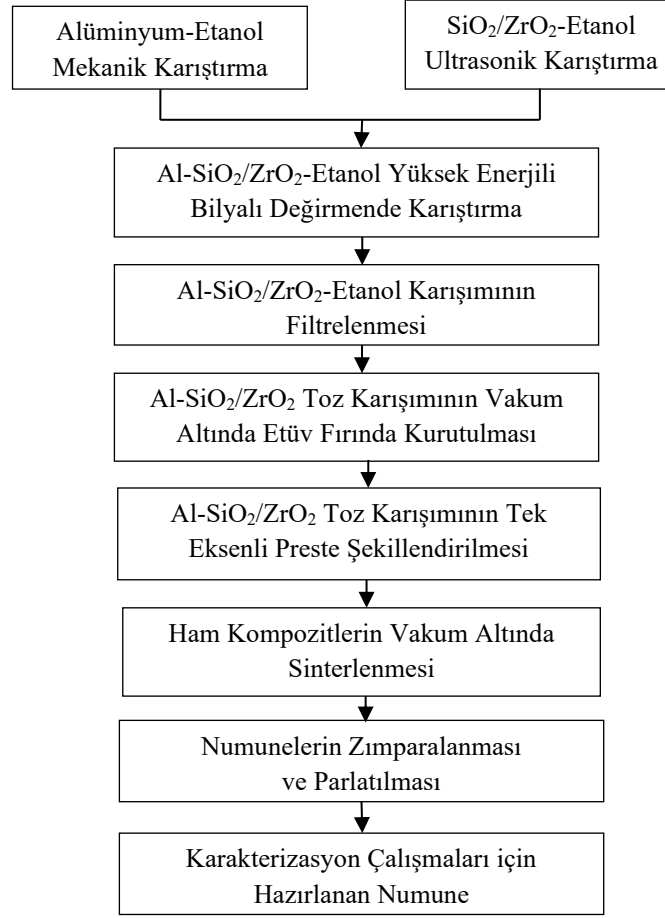 Alüminyum-Etanol
Mekanik Karıştırma
SiO₂/ZrO₂-Etanol
Ultrasonik Karıştırma
Al-SiO₂/ZrO₂-Etanol Yüksek Enerjili
Bilyalı Değirmende Karıştırma
Al-SiO₂/ZrO₂-Etanol Karışımının
Filtrelenmesi
Al-SiO₂/ZrO₂ Toz Karışımının Vakum
Altında Etüv Fırında Kurutulması
Al-SiO₂/ZrO₂ Toz Karışımının Tek
Eksenli Preste Şekillendirilmesi
Ham Kompozitlerin Vakum Altında
Sinterlenmesi
Numunelerin Zımparalanması
ve Parlatılması
Karakterizasyon Çalışmaları için
Hazırlanan Numune